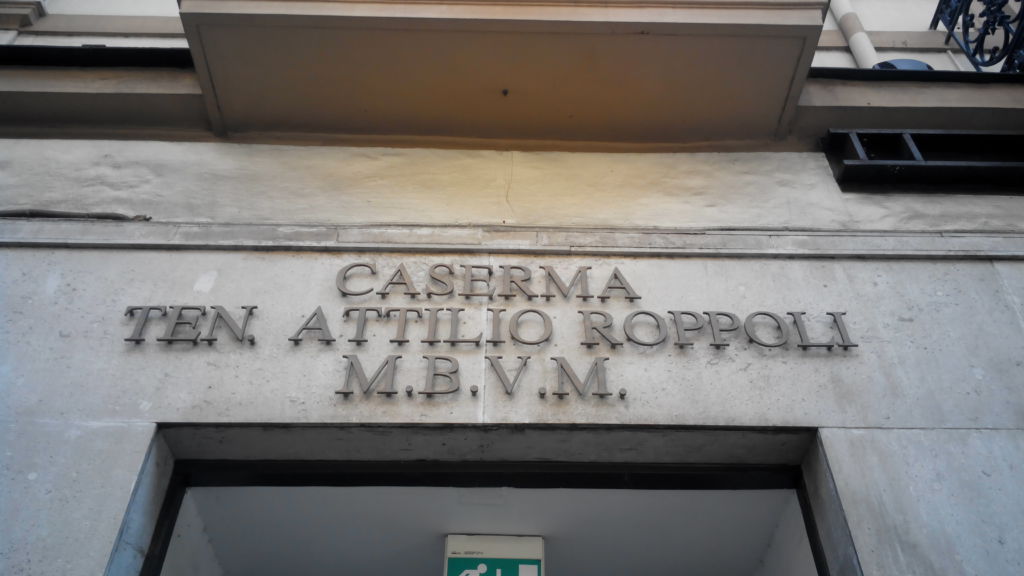 CASERMA
TEN. ATTILIO ROPPOLI
M.B.V.M.